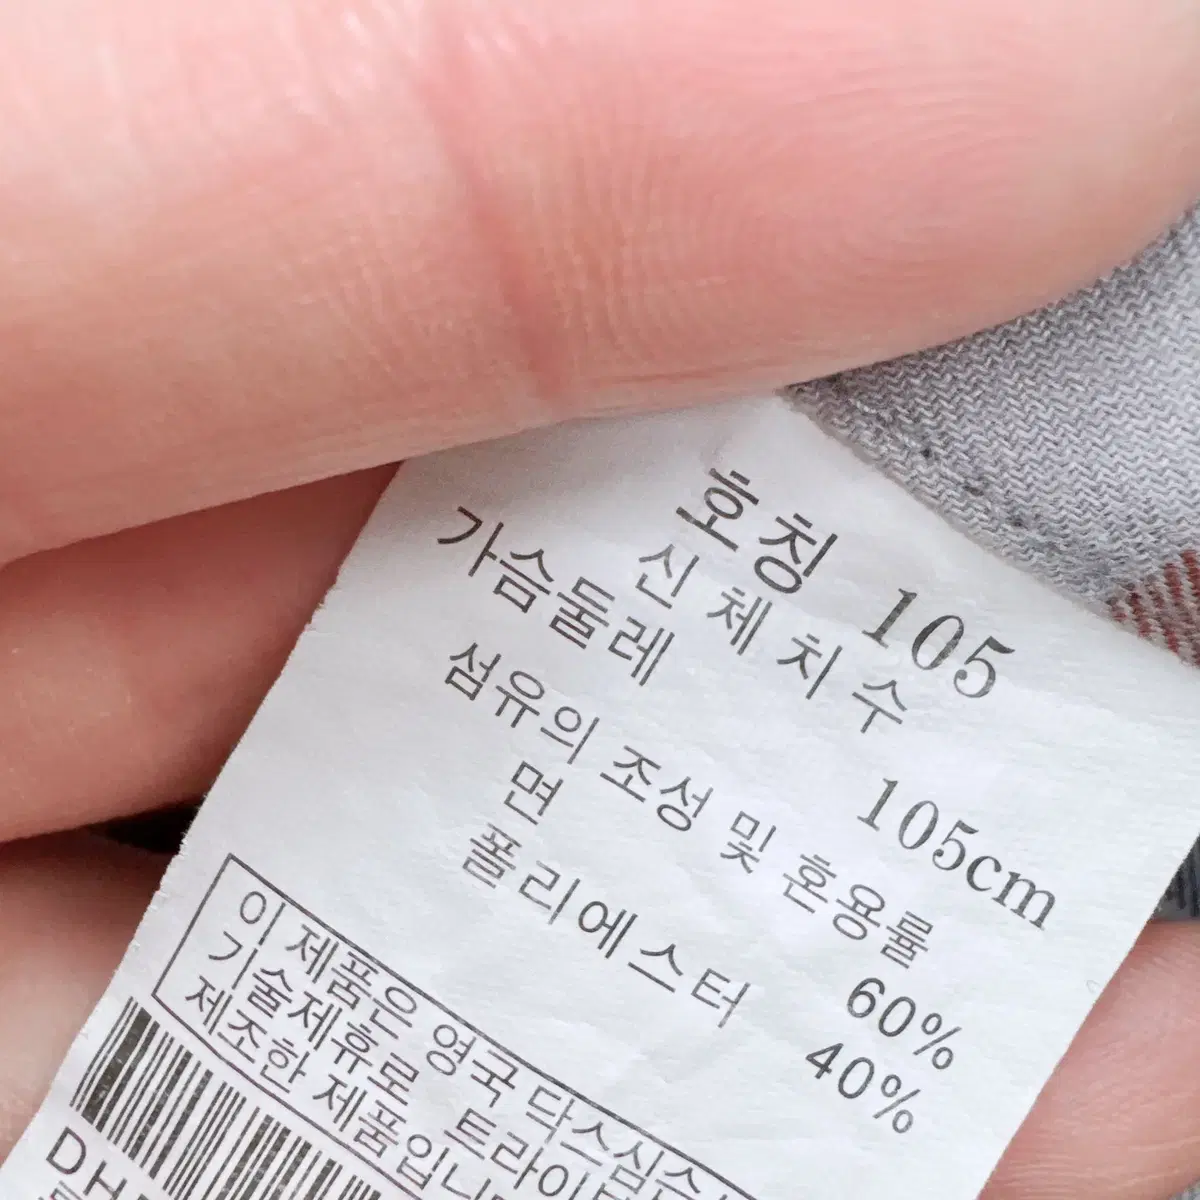 호칭 105
신체치수
가슴둘레 105cm
섬유의 조성 및 혼용률
면 60%
폴리에스터 40%
이 제품은 영국 닥스심슨
기술제휴로 트라이
제조한 제품입니
DH